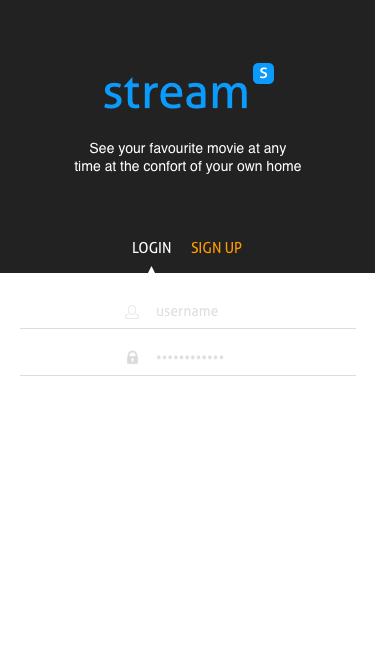 stream S
See your favourite movie at any
time at the confort of your own home
LOGIN SIGN UP
username
••••••••••••